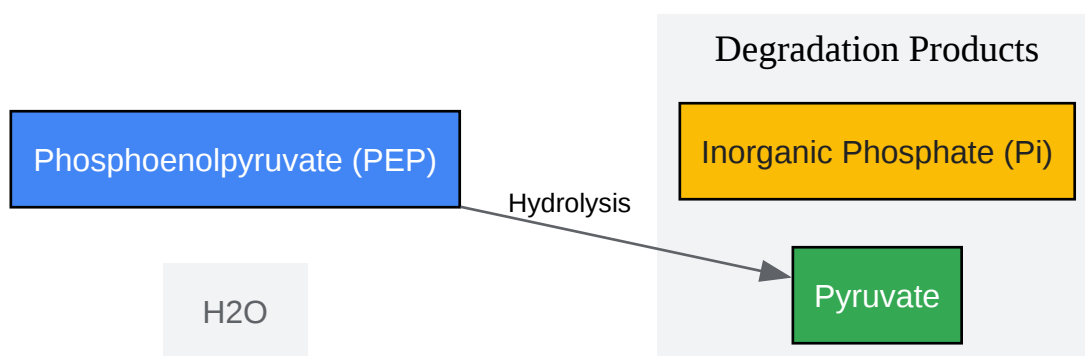 Degradation Products
Phosphoenolpyruvate (PEP)
Inorganic Phosphate (Pi)
Hydrolysis
Pyruvate
H2O